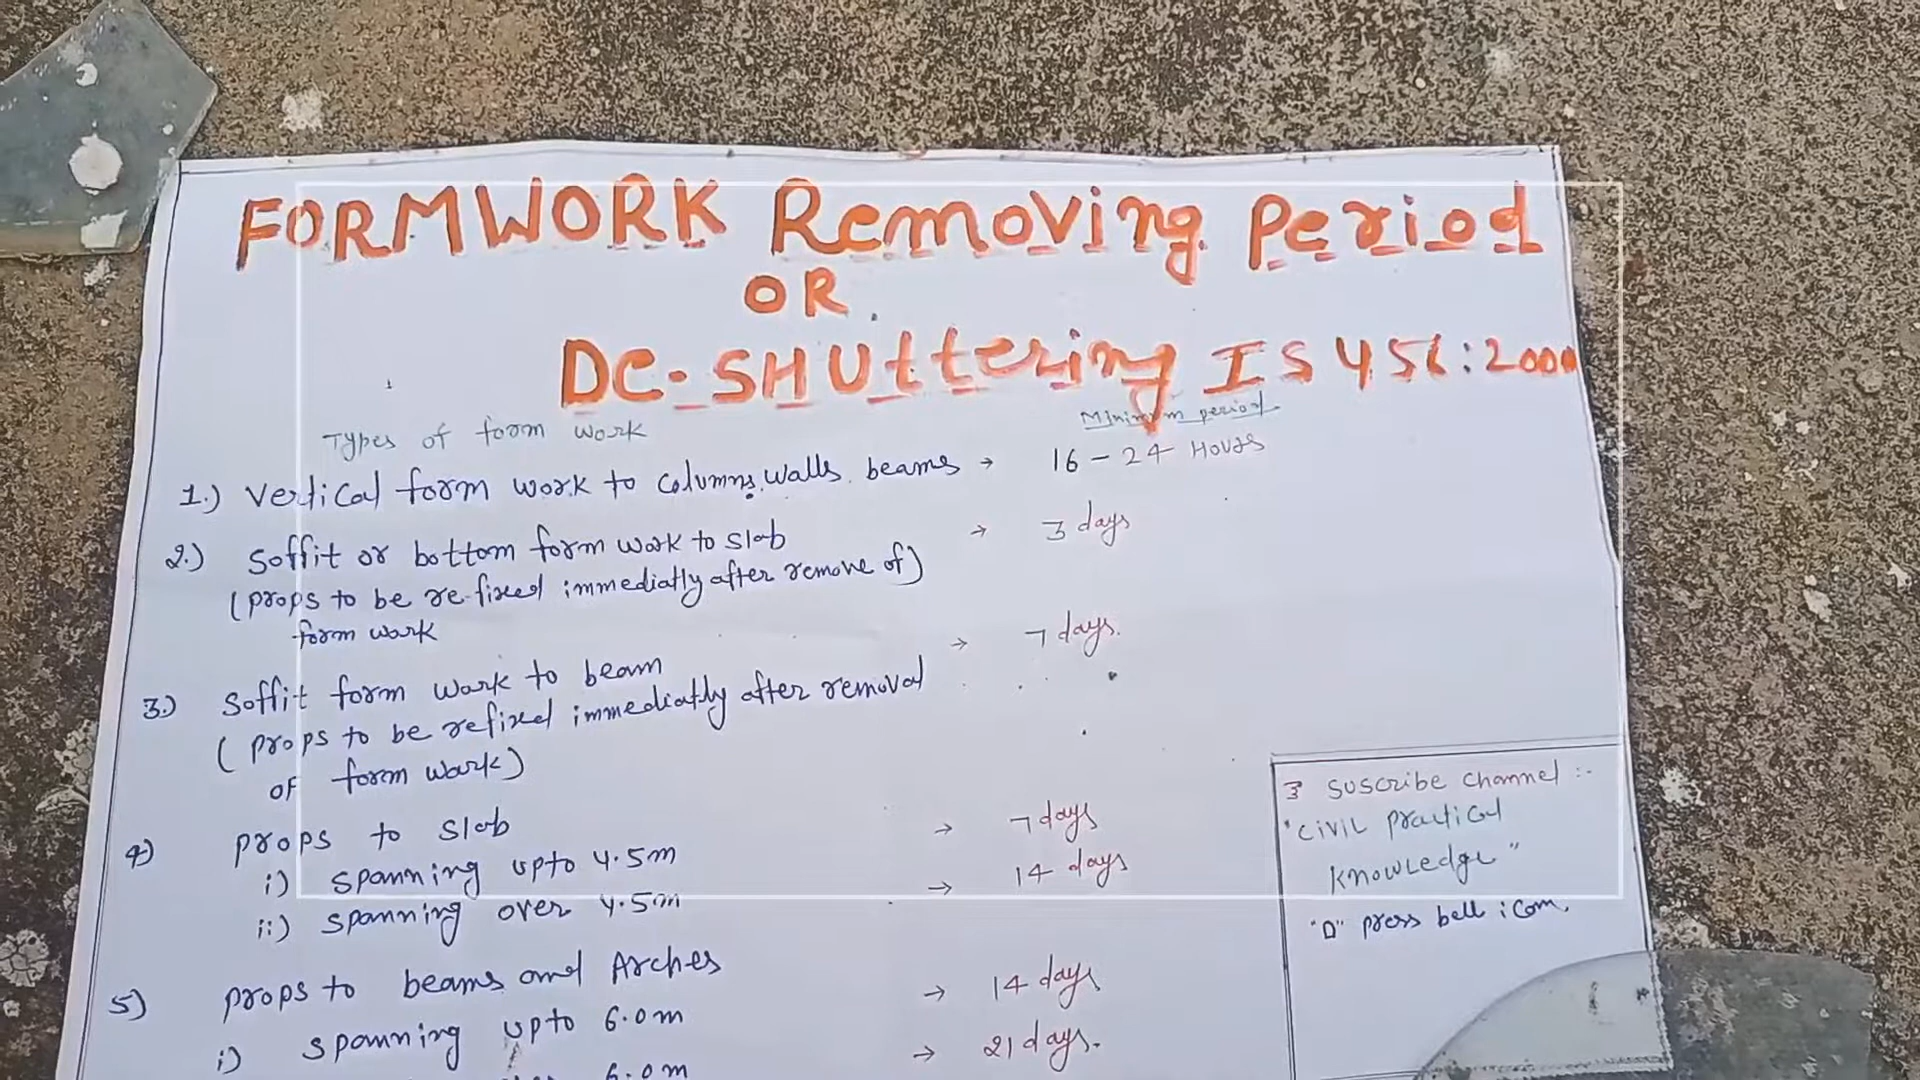 FORMWORK Removing Period
OR
DE-SHUttering IS 456:2000
Types of form work
Minimum period
1.) Vertical form work to columns, walls, beams → 16 - 24 Hours
2.) Soffit or bottom form work to slab → 3 days
(props to be re-fixed immediatly after remove of)
form work
3.) Soffit form work to beam → 7 days.
(props to be refixed immediatly after removal
of form work)
4) props to slab
i) spanning upto 4.5m → 7 days
ii) spanning over 4.5m → 14 days
5) props to beams and Arches
i) spanning upto 6.0m → 14 days
6.0m → 21 days.
suscribe channel :-
"civil practical
knowledge"
press bell icom,